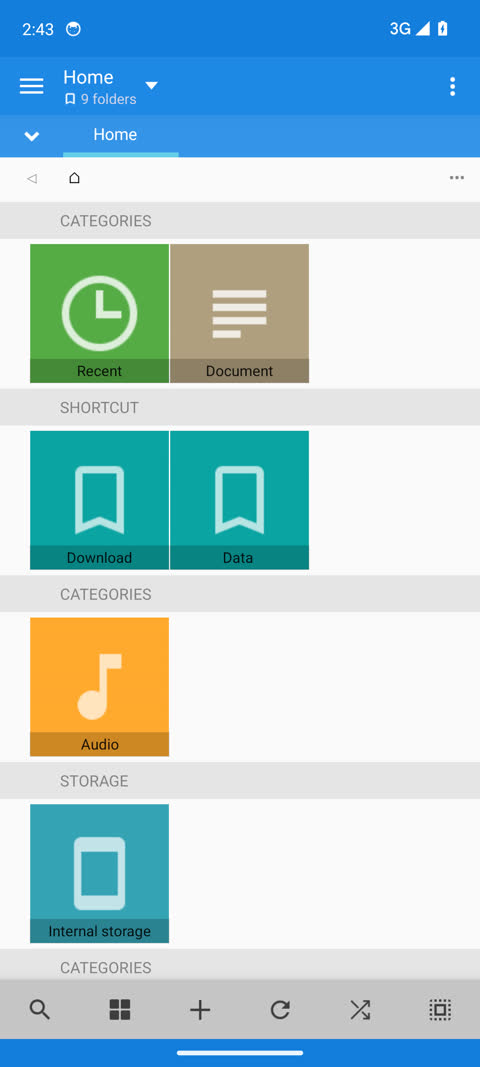 2:43
3G
Home
9 folders
Home
CATEGORIES
Recent
Document
SHORTCUT
Download
Data
CATEGORIES
Audio
STORAGE
Internal storage
CATEGORIES